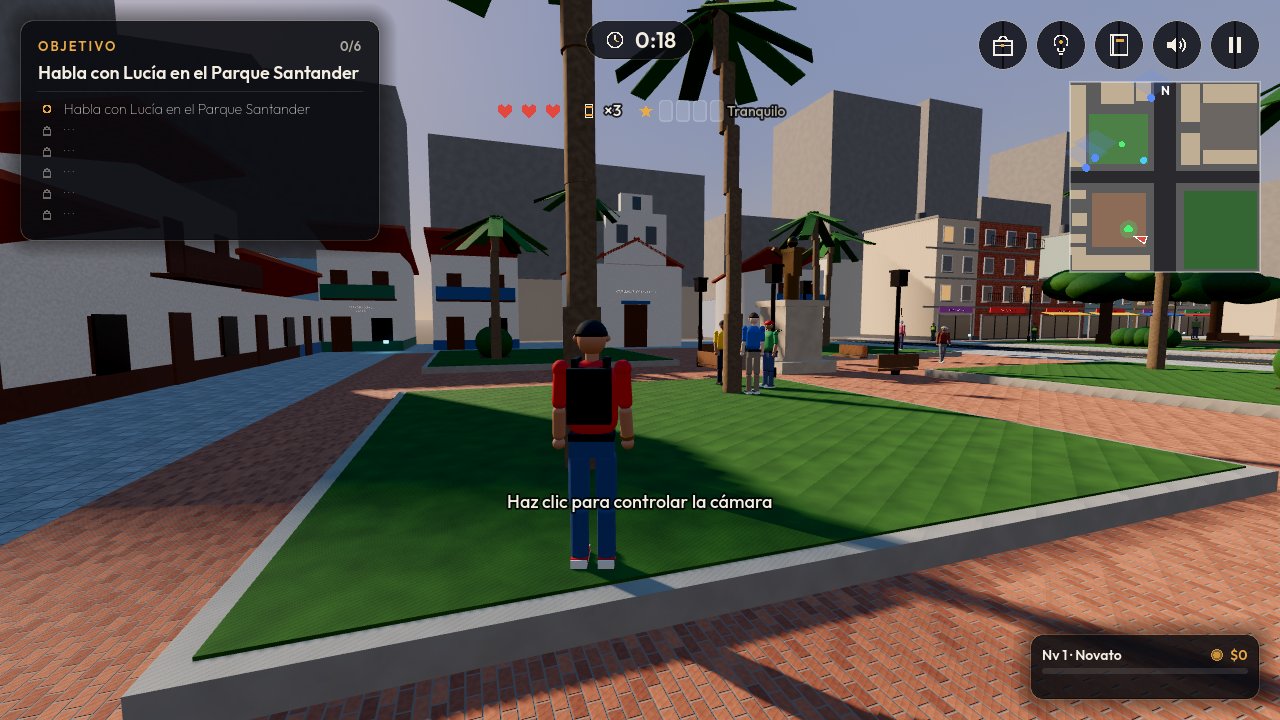 OBJETIVO 0/6
Habla con Lucía en el Parque Santander
Habla con Lucía en el Parque Santander
...
...
...
...
...
0:18
×3
Tranquilo
N
Haz clic para controlar la cámara
Nv 1 · Novato $0